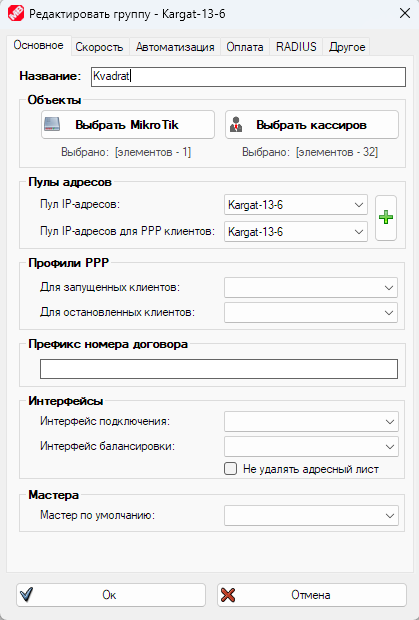 MB Редактировать группу - Kargat-13-6
Основное Скорость Автоматизация Оплата RADIUS Другое
Название: Kvadrat
Объекты
Выбрать MikroTik Выбрать кассиров
Выбрано: [элементов - 1] Выбрано: [элементов - 32]
Пулы адресов
Пул IP-адресов: Kargat-13-6
Пул IP-адресов для PPP клиентов: Kargat-13-6
Профили PPP
Для запущенных клиентов:
Для остановленных клиентов:
Префикс номера договора
Интерфейсы
Интерфейс подключения:
Интерфейс балансировки:
Не удалять адресный лист
Мастера
Мастер по умолчанию:
Ок Отмена